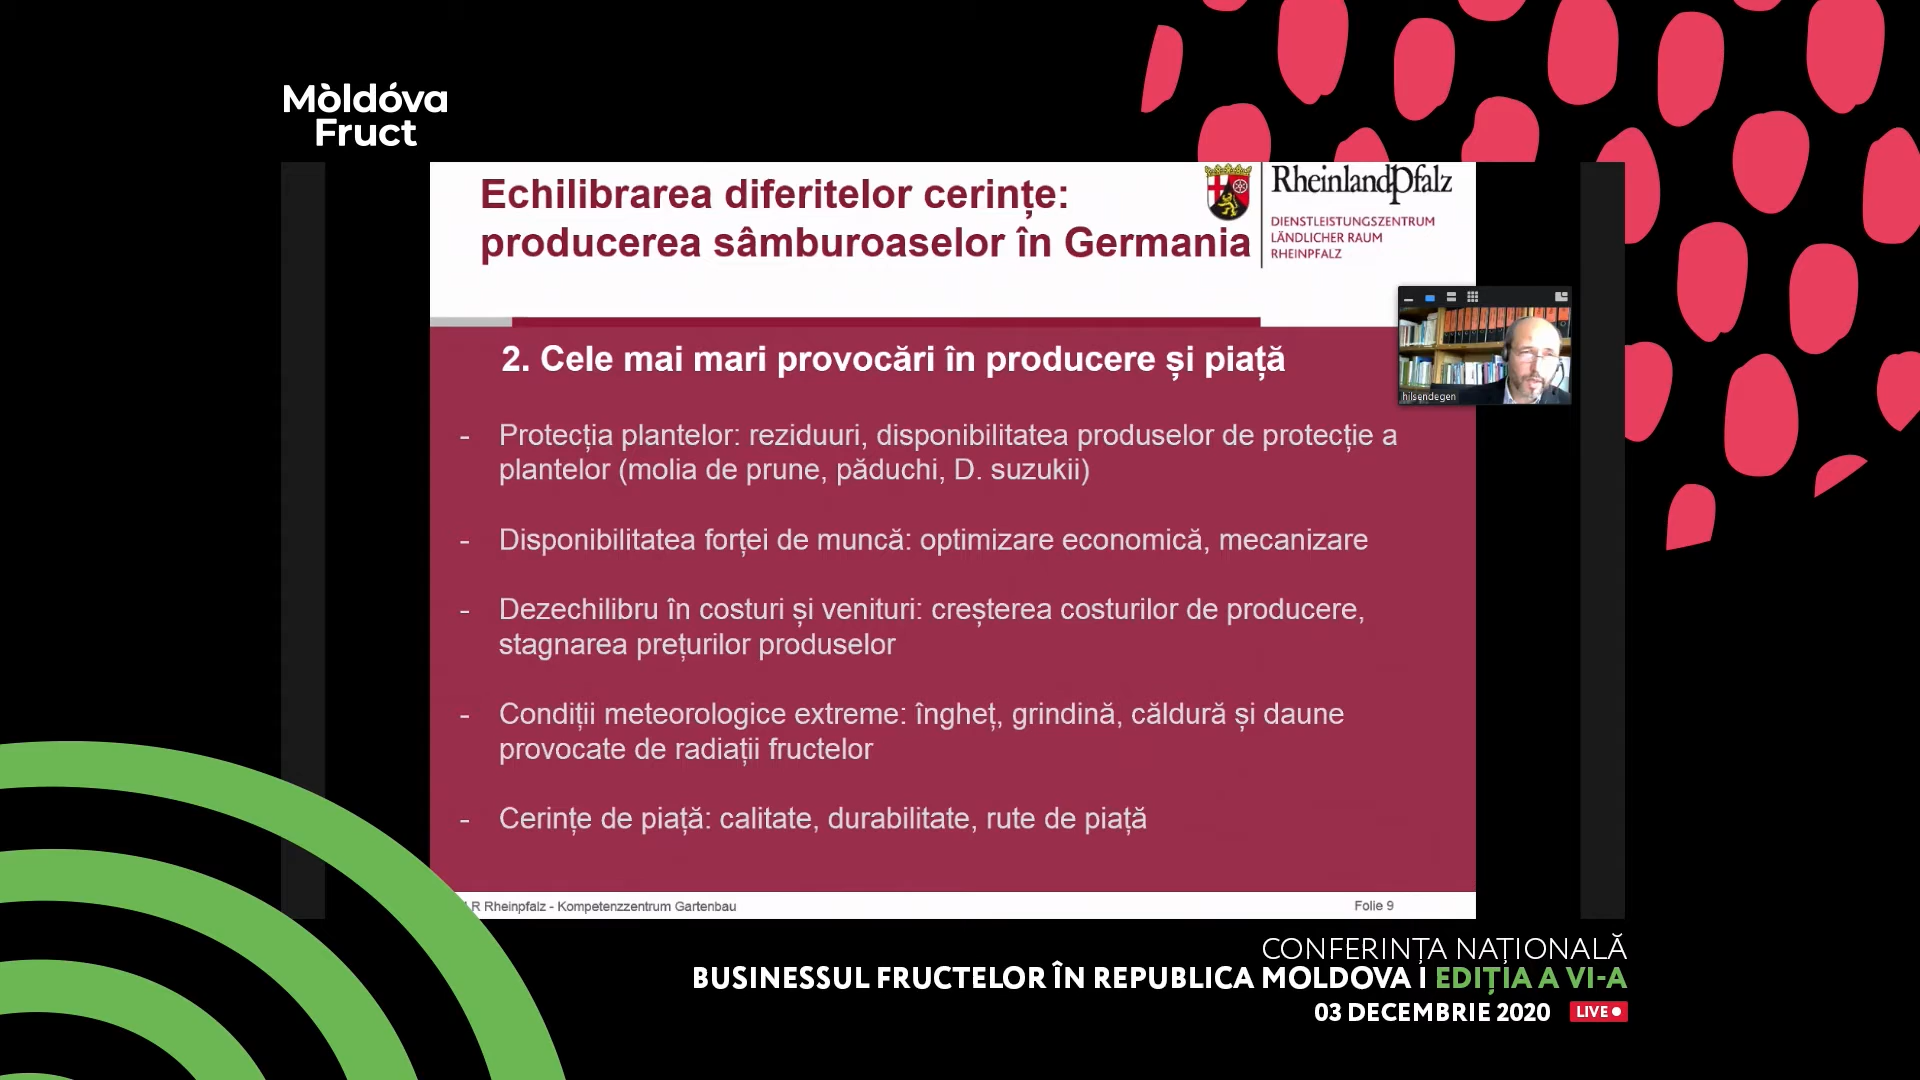 Mòldóva
Fruct
Echilibrarea diferitelor cerințe:
producerea sâmburoaselor în Germania
RheinlandPfalz
DIENSTLEISTUNGSZENTRUM
LÄNDLICHER RAUM
RHEINPFALZ
hilsendegen
2. Cele mai mari provocări în producere și piață
- Protecția plantelor: reziduuri, disponibilitatea produselor de protecție a
plantelor (molia de prune, păduchi, D. suzukii)
- Disponibilitatea forței de muncă: optimizare economică, mecanizare
- Dezechilibru în costuri și venituri: creșterea costurilor de producere,
stagnarea prețurilor produselor
- Condiții meteorologice extreme: îngheț, grindină, căldură și daune
provocate de radiații fructelor
- Cerințe de piață: calitate, durabilitate, rute de piață
R Rheinpfalz - Kompetenzzentrum Gartenbau
Folie 9
CONFERINȚA NAȚIONALĂ
BUSINESSUL FRUCTELOR ÎN REPUBLICA MOLDOVA I EDIȚIA A VI-A
03 DECEMBRIE 2020 LIVE